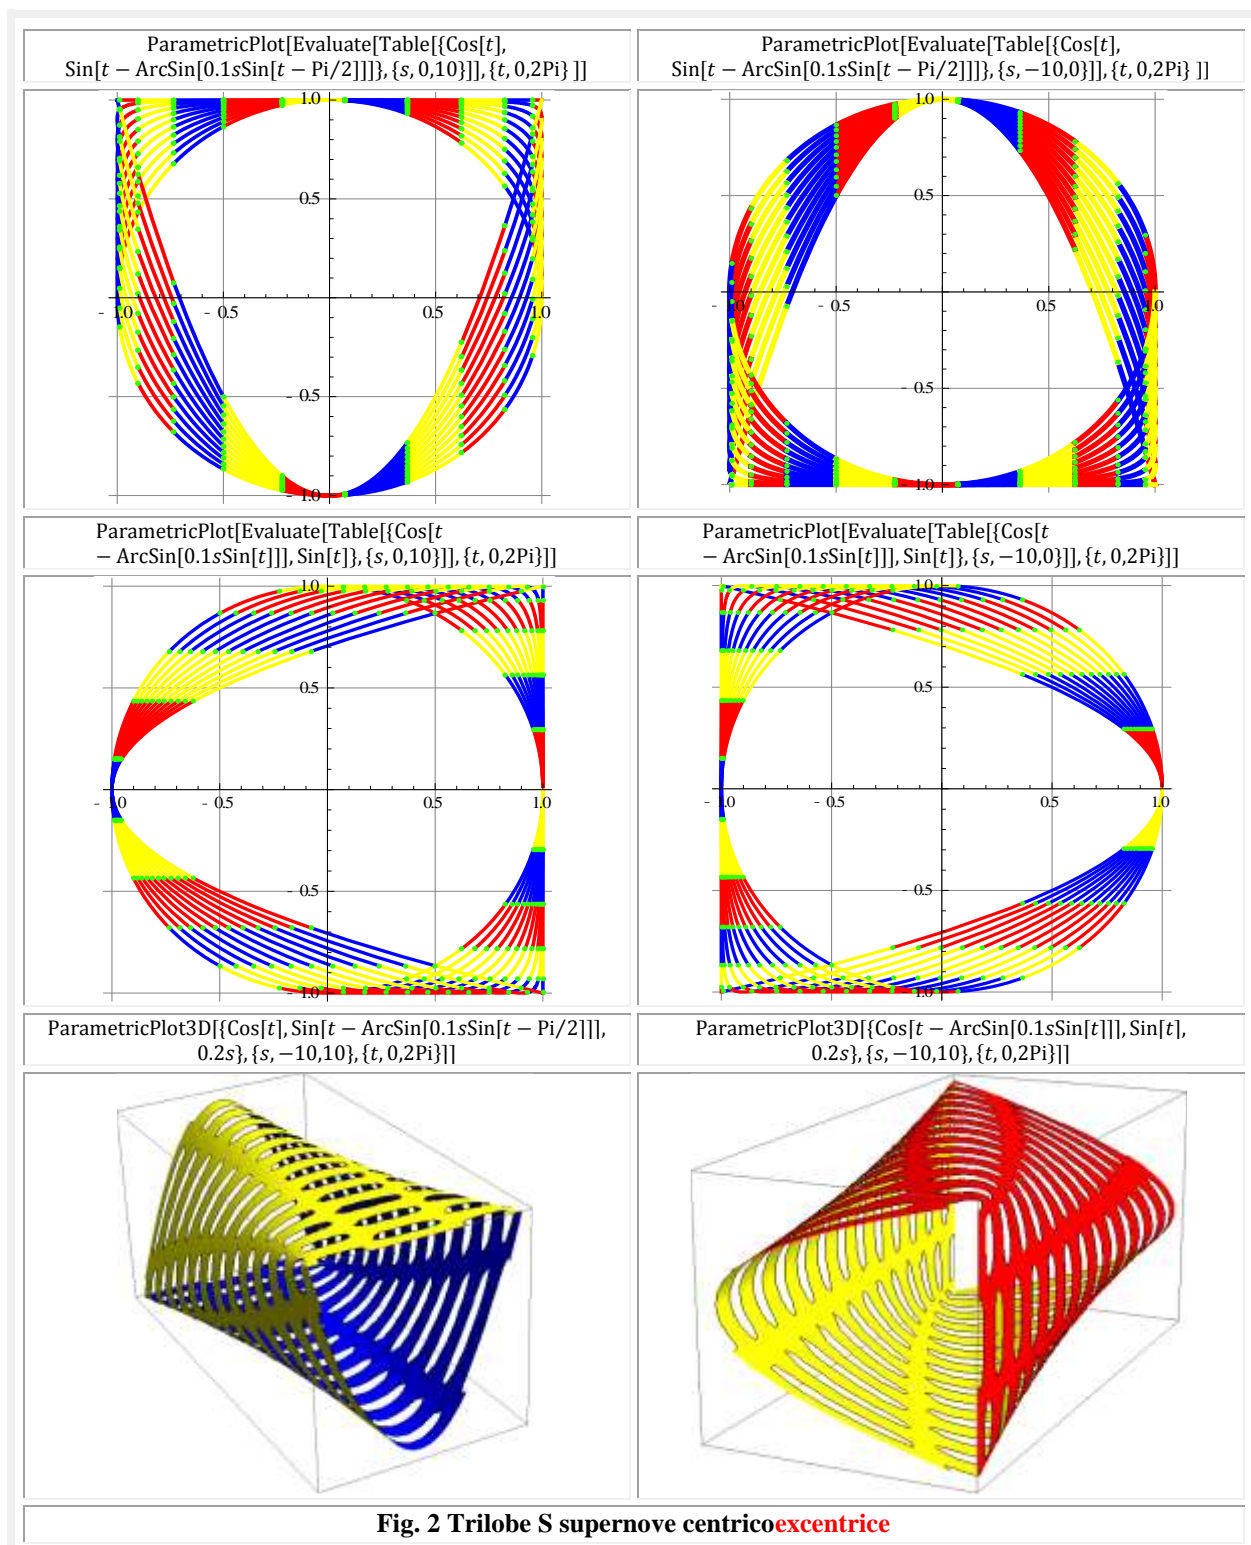 ParametricPlot[Evaluate[Table[{Cos[t],
Sin[t − ArcSin[0.1sSin[t − Pi/2]]]}, {s, 0,10}]], {t, 0,2Pi} ]]
ParametricPlot[Evaluate[Table[{Cos[t],
Sin[t − ArcSin[0.1sSin[t − Pi/2]]]}, {s, −10,0}]], {t, 0,2Pi} ]]
1.0
0.5
- 1.0 - 0.5 0.5 1.0
- 0.5
- 1.0
1.0
0.5
- 1.0 - 0.5 0.5 1.0
- 0.5
- 1.0
ParametricPlot[Evaluate[Table[{Cos[t
− ArcSin[0.1sSin[t]]], Sin[t]}, {s, 0,10}]], {t, 0,2Pi}]]
ParametricPlot[Evaluate[Table[{Cos[t
− ArcSin[0.1sSin[t]]], Sin[t]}, {s, −10,0}]], {t, 0,2Pi}]]
1.0
0.5
- 1.0 - 0.5 0.5 1.0
- 0.5
- 1.0
1.0
0.5
- 1.0 - 0.5 0.5 1.0
- 0.5
- 1.0
ParametricPlot3D[{Cos[t], Sin[t − ArcSin[0.1sSin[t − Pi/2]]],
0.2s}, {s, −10,10}, {t, 0,2Pi}]]
ParametricPlot3D[{Cos[t − ArcSin[0.1sSin[t]]], Sin[t],
0.2s}, {s, −10,10}, {t, 0,2Pi}]]
Fig. 2 Trilobe S supernove centricoexcentrice